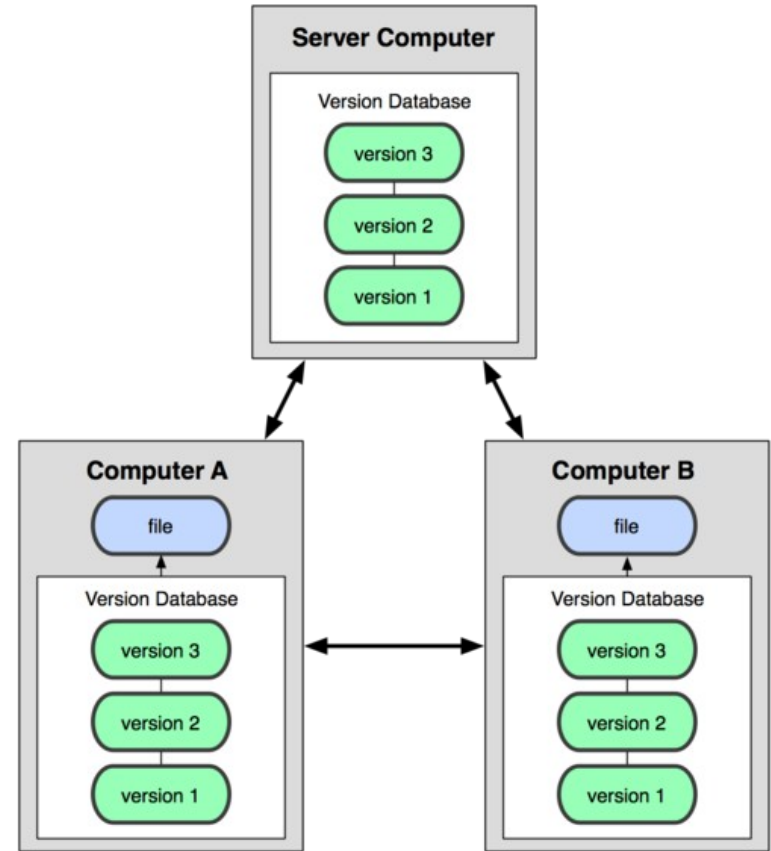 Server Computer
Version Database
version 3
version 2
version 1
Computer A
file
Version Database
version 3
version 2
version 1
Computer B
file
Version Database
version 3
version 2
version 1